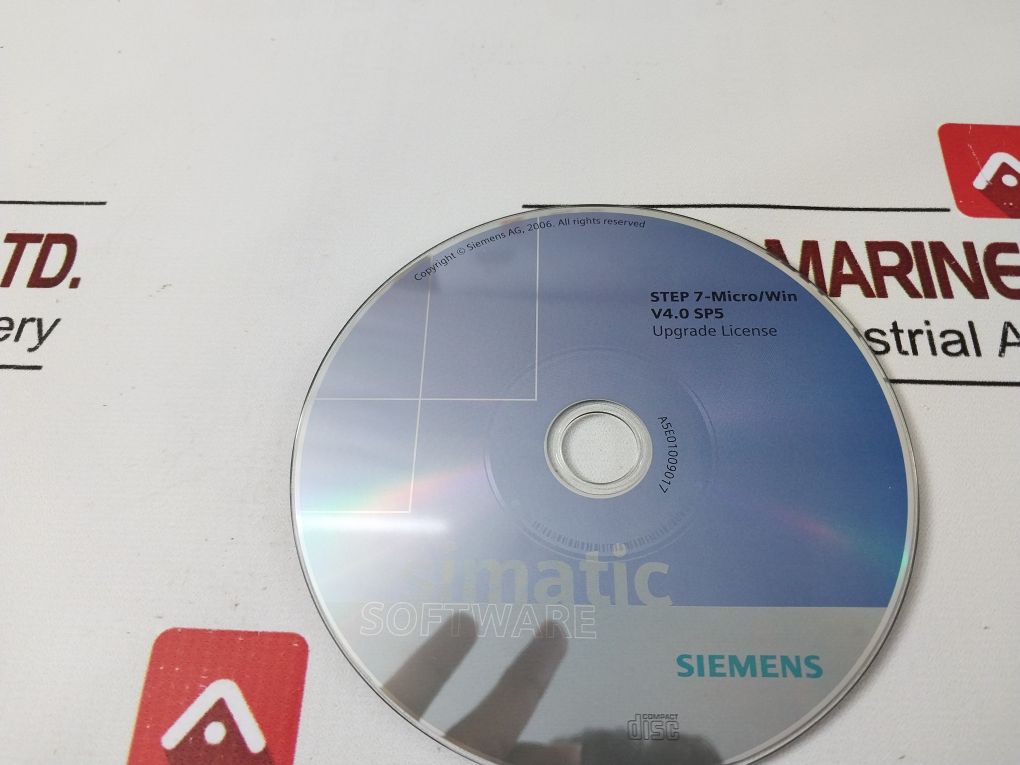 LTD.
ery
MARINE
strial A
Copyright © Siemens AG, 2006. All rights reserved
STEP 7-Micro/Win
V4.0 SP5
Upgrade License
A5E01009017
simatic
SOFTWARE
SIEMENS
COMPACT
disc